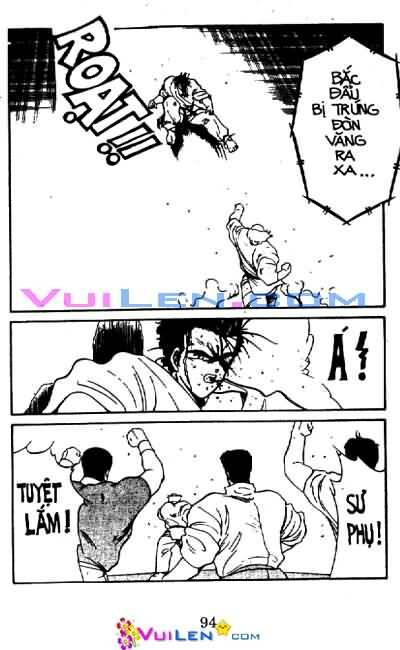 ROẠT!!!
BẮC
ĐẨU
BỊ TRÚNG
ĐÒN
VĂNG
RA
XA...
VUILEN.COM
Á!
TUYỆT
LẮM!
SƯ
PHỤ!
94
VUILEN.COM